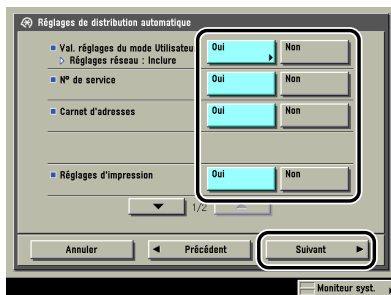 Réglages de distribution automatique
Val. réglages du mode Utilisateu
Réglages réseau : Inclure
Oui
Non
N° de service
Oui
Non
Carnet d'adresses
Oui
Non
Réglages d'impression
Oui
Non
1/2
Annuler
Précédent
Suivant
Moniteur syst.